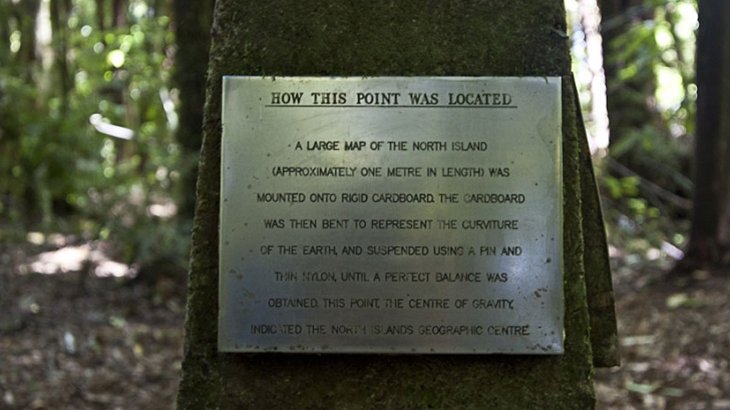 HOW THIS POINT WAS LOCATED
A LARGE MAP OF THE NORTH ISLAND
(APPROXIMATELY ONE METRE IN LENGTH) WAS
MOUNTED ONTO RIGID CARDBOARD. THE CARDBOARD
WAS THEN BENT TO REPRESENT THE CURVITURE
OF THE EARTH, AND SUSPENDED USING A PIN AND
THIN NYLON, UNTIL A PERFECT BALANCE WAS
OBTAINED. THIS POINT, THE CENTRE OF GRAVITY,
INDICATED THE NORTH ISLANDS GEOGRAPHIC CENTRE